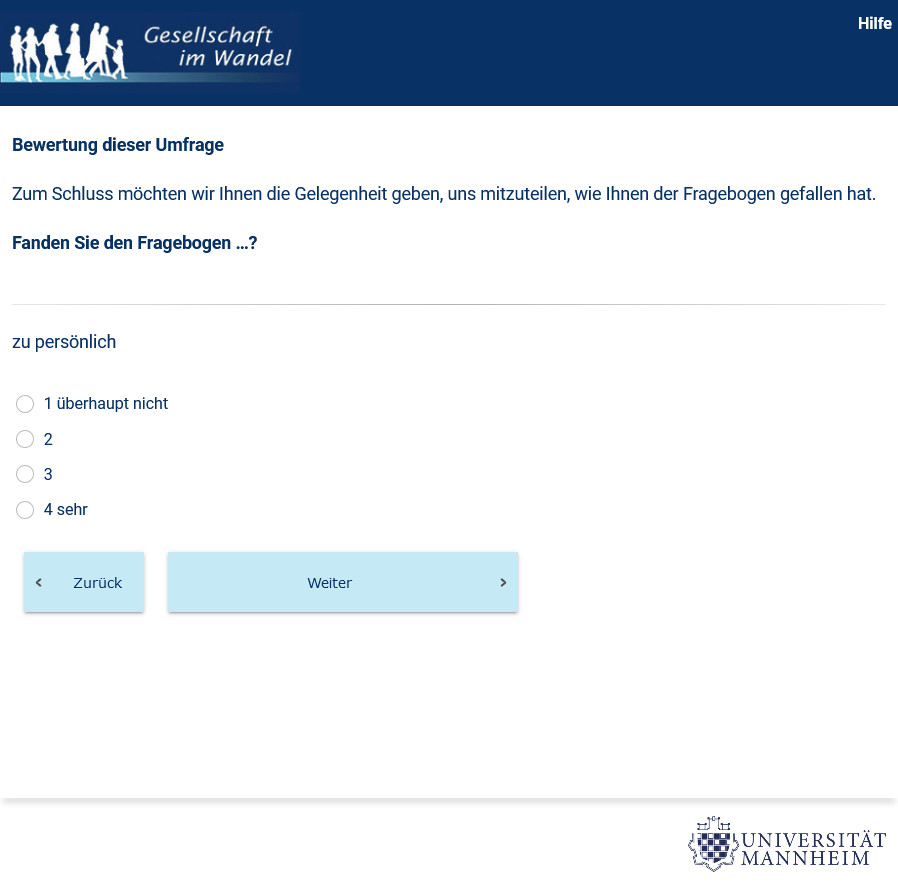 Gesellschaft
im Wandel
Hilfe
Bewertung dieser Umfrage
Zum Schluss möchten wir Ihnen die Gelegenheit geben, uns mitzuteilen, wie Ihnen der Fragebogen gefallen hat.
Fanden Sie den Fragebogen …?
zu persönlich
1 überhaupt nicht
2
3
4 sehr
Zurück
Weiter
UNIVERSITÄT
MANNHEIM